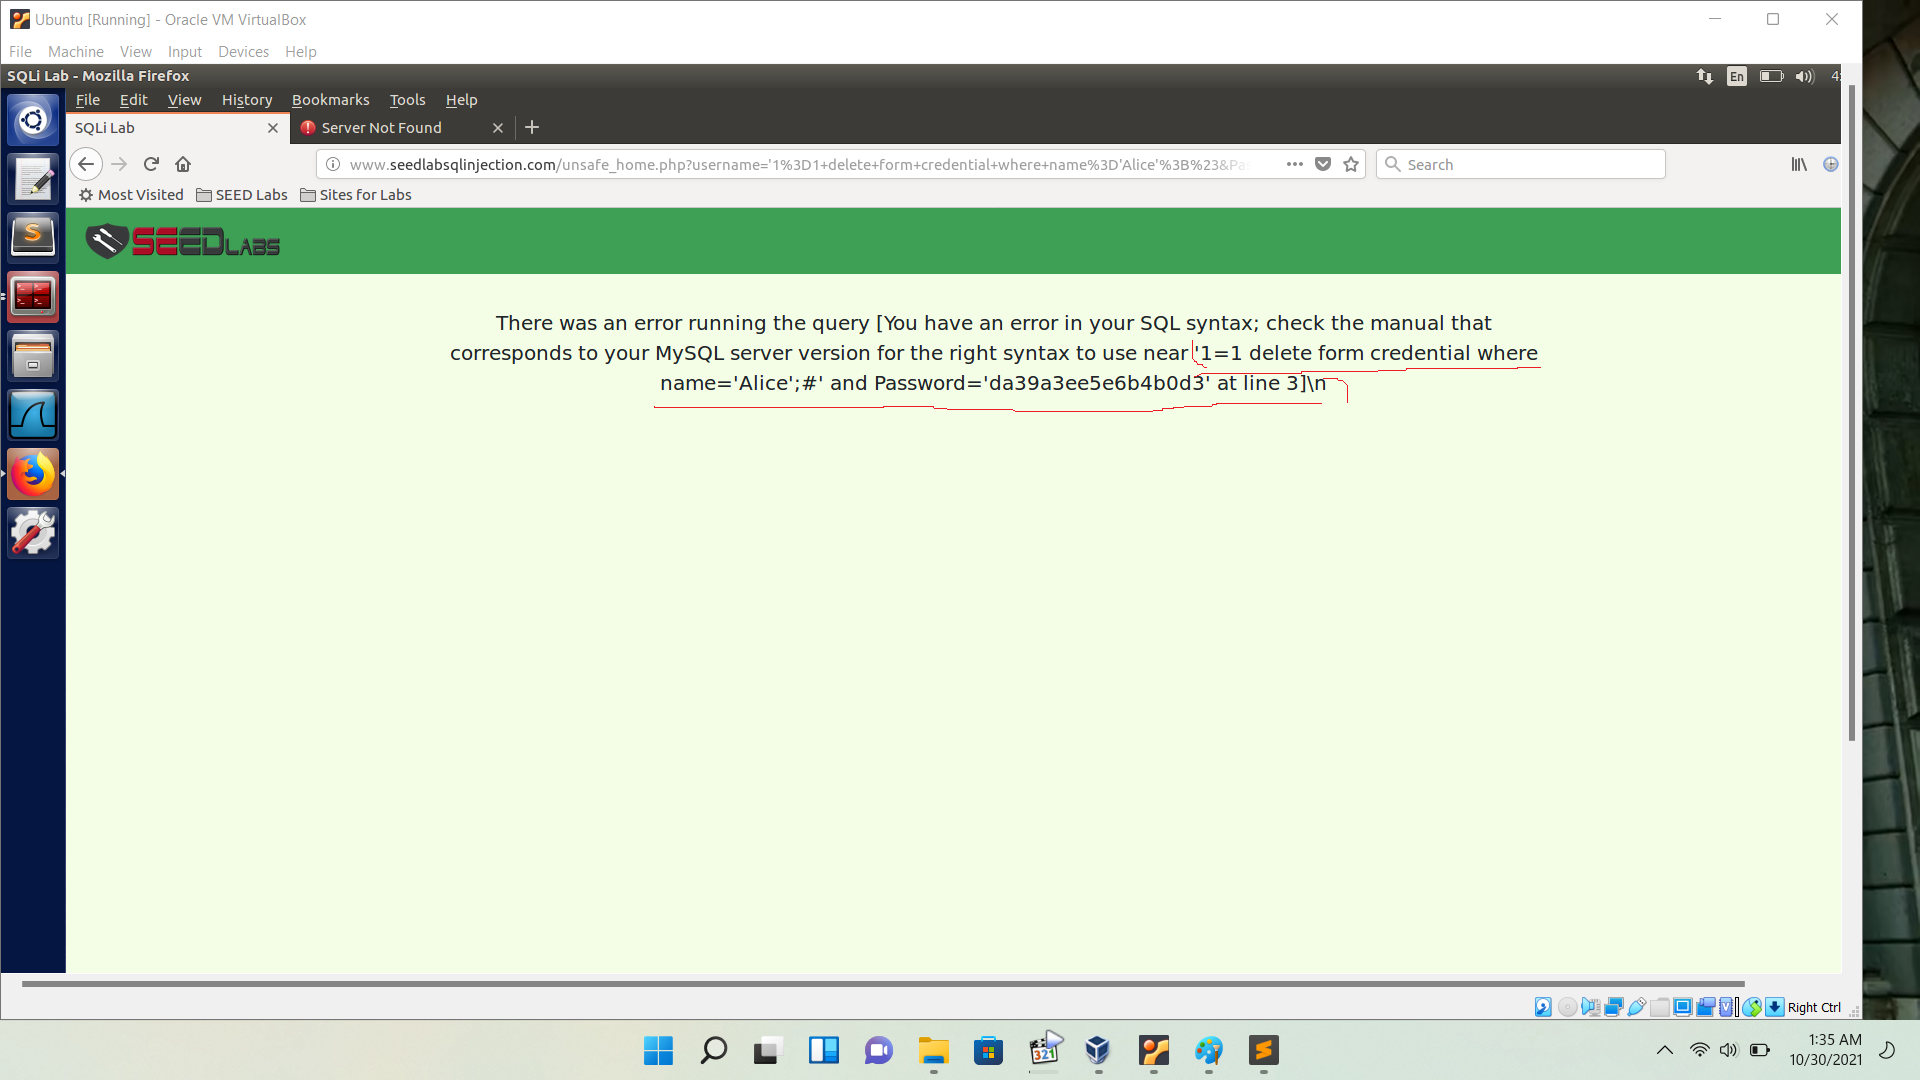 Ubuntu [Running] - Oracle VM VirtualBox
File Machine View Input Devices Help
SQLi Lab - Mozilla Firefox En
File Edit View History Bookmarks Tools Help
SQLi Lab Server Not Found
www.seedlabsqlinjection.com/unsafe_home.php?username='1%3D1+delete+form+credential+where+name%3D'Alice'%3B%23&Pa Search
Most Visited SEED Labs Sites for Labs
SEEDLABS
There was an error running the query [You have an error in your SQL syntax; check the manual that
corresponds to your MySQL server version for the right syntax to use near '1=1 delete form credential where
name='Alice';#' and Password='da39a3ee5e6b4b0d3' at line 3]\n
Right Ctrl
321
1:35 AM
10/30/2021